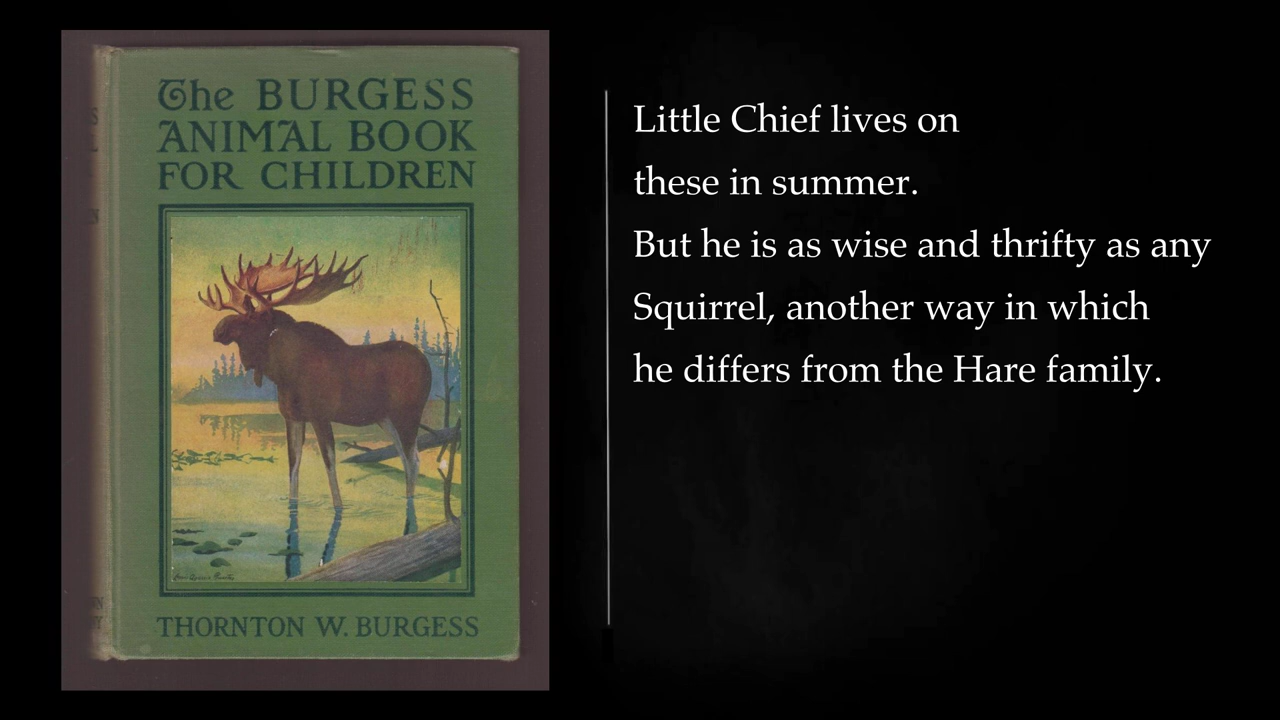 The BURGESS
ANIMAL BOOK
FOR CHILDREN
THORNTON W. BURGESS
Little Chief lives on
these in summer.
But he is as wise and thrifty as any
Squirrel, another way in which
he differs from the Hare family.